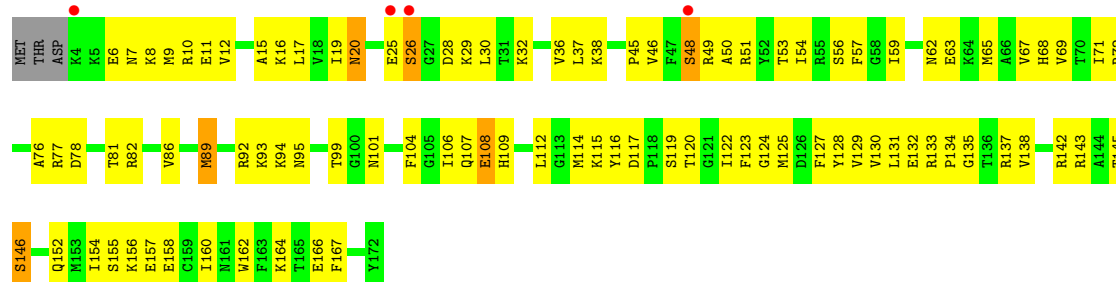 MET THR ASP K4 K5 E6 N7 K8 M9 R10 E11 V12 A15 K16 L17 V18 I19 N20 E25 S26 G27 D28 K29 L30 T31 K32 V36 L37 K38 P45 V46 F47 S48 R49 A50 R51 Y52 T53 I54 R55 S56 F57 G58 I59 N62 E63 K64 M65 A66 V67 H68 V69 T70 I71
A76 R77 D78 T81 R82 V86 M89 R92 K93 K94 N95 T99 G100 N101 F104 G105 I106 Q107 E108 H109 L112 G113 M114 K115 Y116 D117 P118 S119 T120 G121 I122 F123 G124 M125 D126 F127 Y128 V129 V130 L131 E132 R133 P134 G135 T136 R137 V138 R142 R143 A144 T145
S146 Q152 M153 I154 S155 K156 E157 E158 C159 I160 N161 W162 F163 K164 T165 E166 F167 Y172